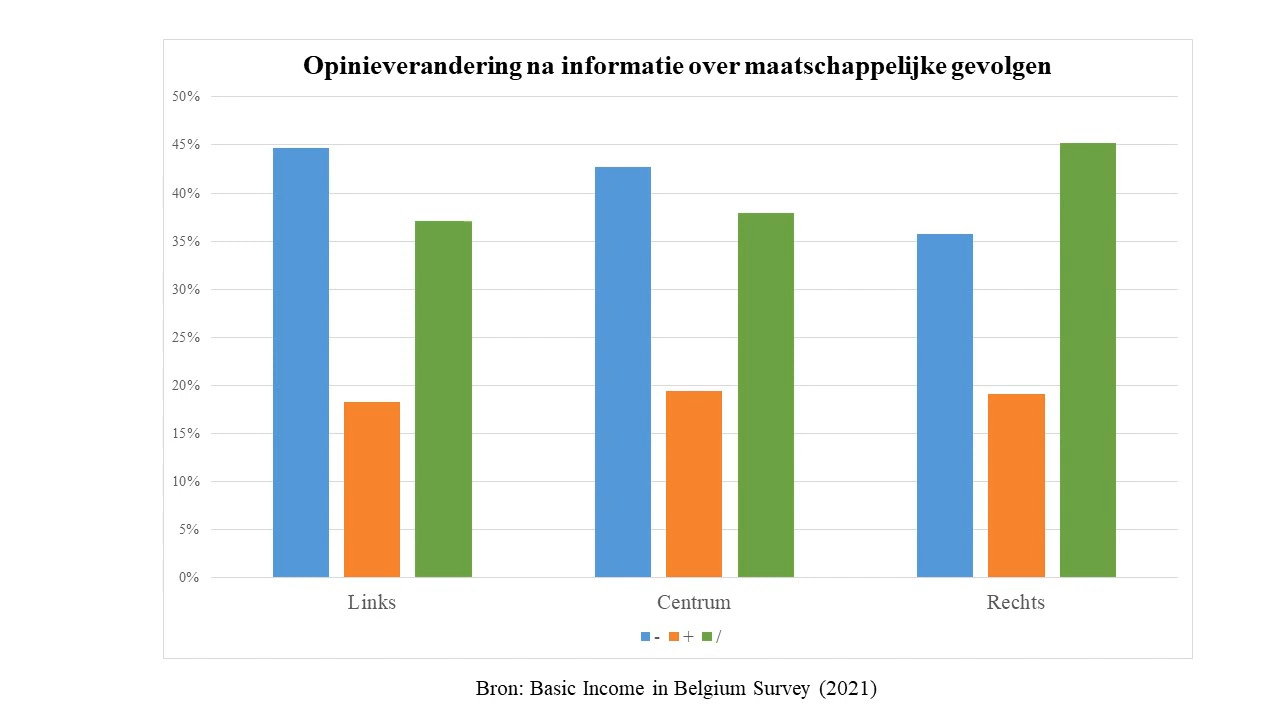 Opinieverandering na informatie over maatschappelijke gevolgen
50%
45%
40%
35%
30%
25%
20%
15%
10%
5%
0%
Links Centrum Rechts
- + /
Bron: Basic Income in Belgium Survey (2021)